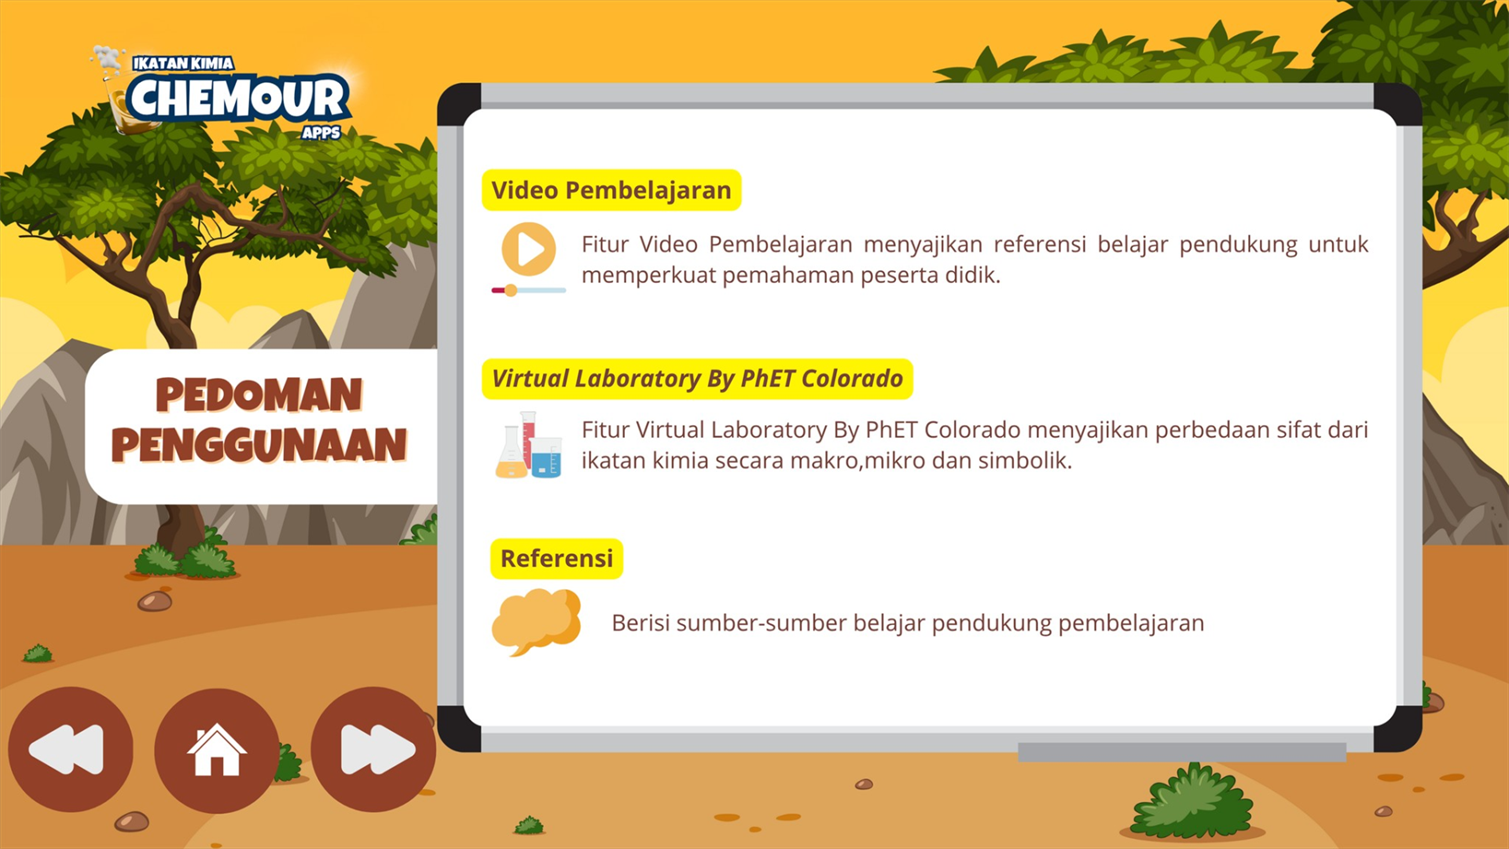 IKATAN KIMIA
CHEMOUR
APPS
PEDOMAN
PENGGUNAAN
Video Pembelajaran
Fitur Video Pembelajaran menyajikan referensi belajar pendukung untuk
memperkuat pemahaman peserta didik.
Virtual Laboratory By PhET Colorado
Fitur Virtual Laboratory By PhET Colorado menyajikan perbedaan sifat dari
ikatan kimia secara makro,mikro dan simbolik.
Referensi
Berisi sumber-sumber belajar pendukung pembelajaran